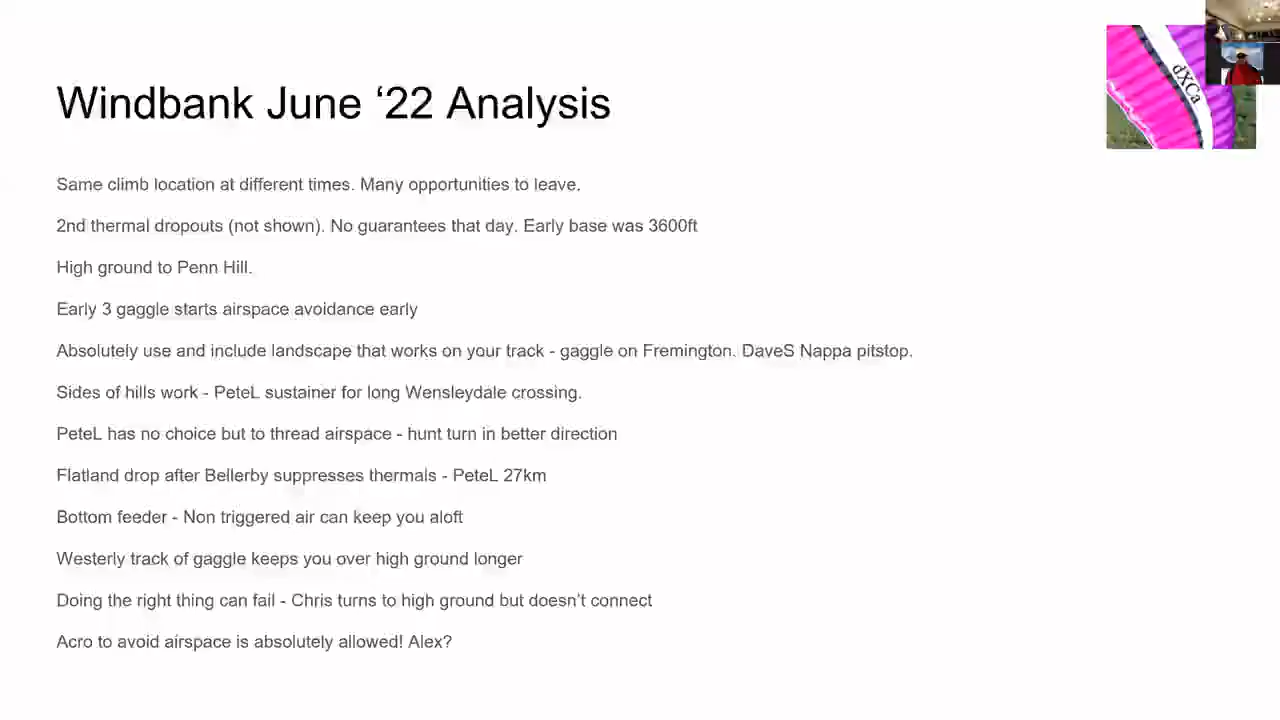 Windbank June ‘22 Analysis
dXCa
Same climb location at different times. Many opportunities to leave.
2nd thermal dropouts (not shown). No guarantees that day. Early base was 3600ft
High ground to Penn Hill.
Early 3 gaggle starts airspace avoidance early
Absolutely use and include landscape that works on your track - gaggle on Fremington. DaveS Nappa pitstop.
Sides of hills work - PeteL sustainer for long Wensleydale crossing.
PeteL has no choice but to thread airspace - hunt turn in better direction
Flatland drop after Bellerby suppresses thermals - PeteL 27km
Bottom feeder - Non triggered air can keep you aloft
Westerly track of gaggle keeps you over high ground longer
Doing the right thing can fail - Chris turns to high ground but doesn’t connect
Acro to avoid airspace is absolutely allowed! Alex?